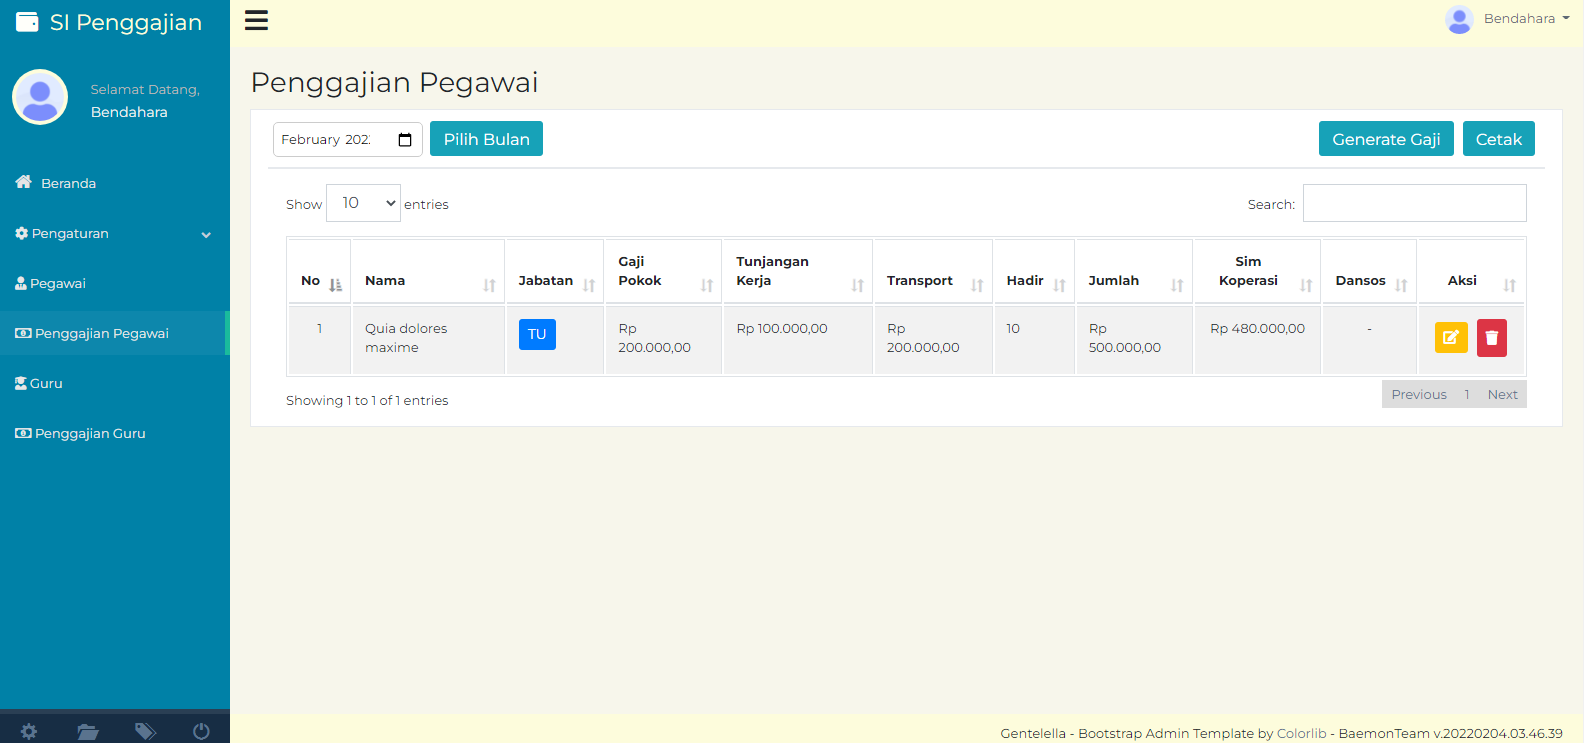 SI Penggajian
Bendahara
Selamat Datang,
Bendahara
Beranda
Pengaturan
Pegawai
Penggajian Pegawai
Guru
Penggajian Guru
Penggajian Pegawai
February
Pilih Bulan
Generate Gaji
Cetak
Show 10 entries
Search:
No
Nama
Jabatan
Gaji
Pokok
Tunjangan
Kerja
Transport
Hadir
Jumlah
Sim
Koperasi
Dansos
Aksi
1
Quia dolores
maxime
TU
Rp
200.000,00
Rp 100.000,00
Rp
200.000,00
10
Rp
500.000,00
Rp 480.000,00
-
Showing 1 to 1 of 1 entries
Previous 1 Next
Gentelella - Bootstrap Admin Template by Colorlib - BaemonTeam v.20220204.03.46.39